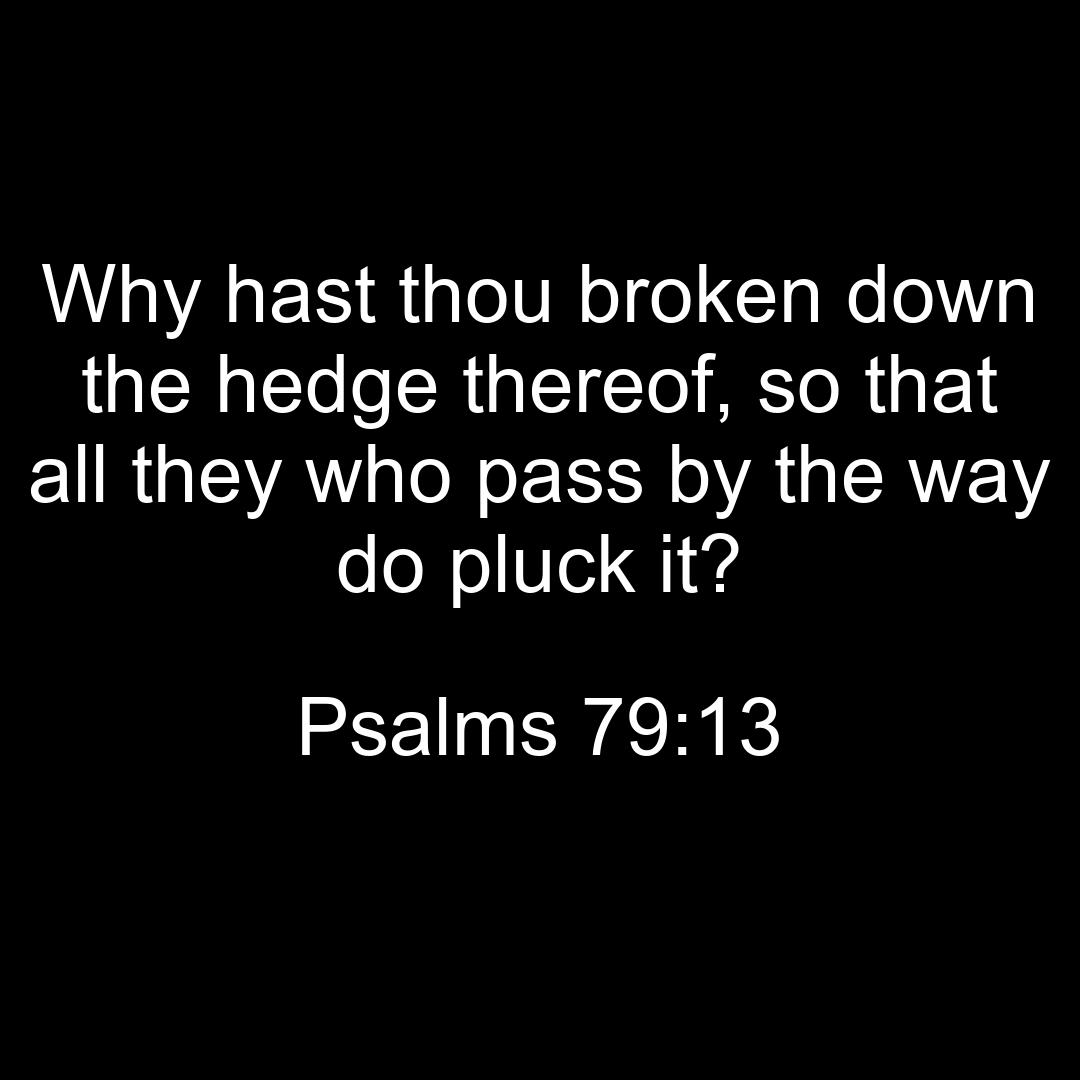 Why hast thou broken down
the hedge thereof, so that
all they who pass by the way
do pluck it?
Psalms 79:13